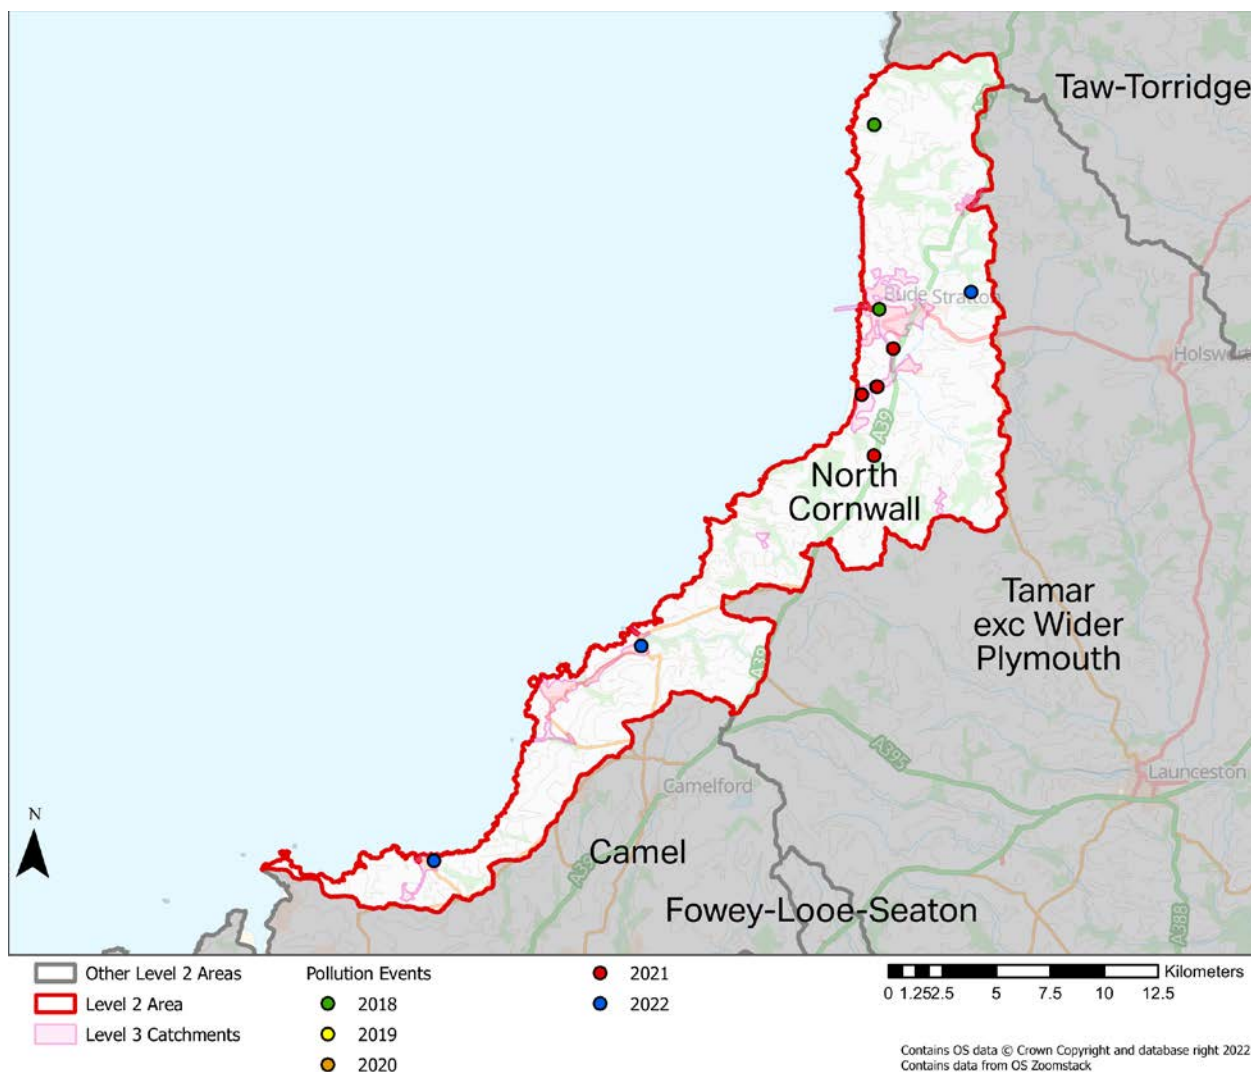 Taw-Torridge
Bude Stratton
Holswort
A39
North
Cornwall
Tamar
exc Wider
Plymouth
A39
A395
Launceston
Camelford
N
Camel
A39
Fowey-Looe-Seaton
A388
Other Level 2 Areas
Level 2 Area
Level 3 Catchments
Pollution Events
2018
2019
2020
2021
2022
Kilometers
0 1.252.5 5 7.5 10 12.5
Contains OS data © Crown Copyright and database right 2022
Contains data from OS Zoomstack